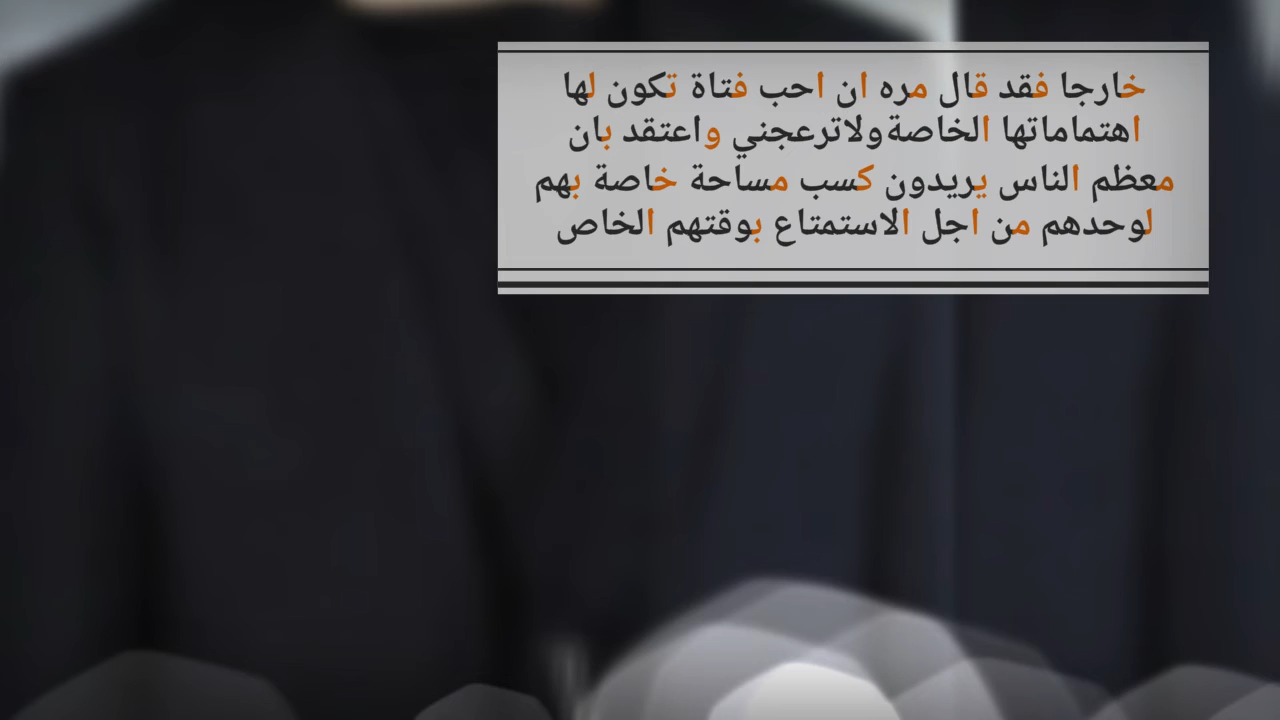 خارجا فقد قال مره ان احب فتاة تكون لها
اهتماماتها الخاصة ولاترعجني واعتقد بان
معظم الناس يريدون كسب مساحة خاصة بهم
لوحدهم من اجل الاستمتاع بوقتهم الخاص